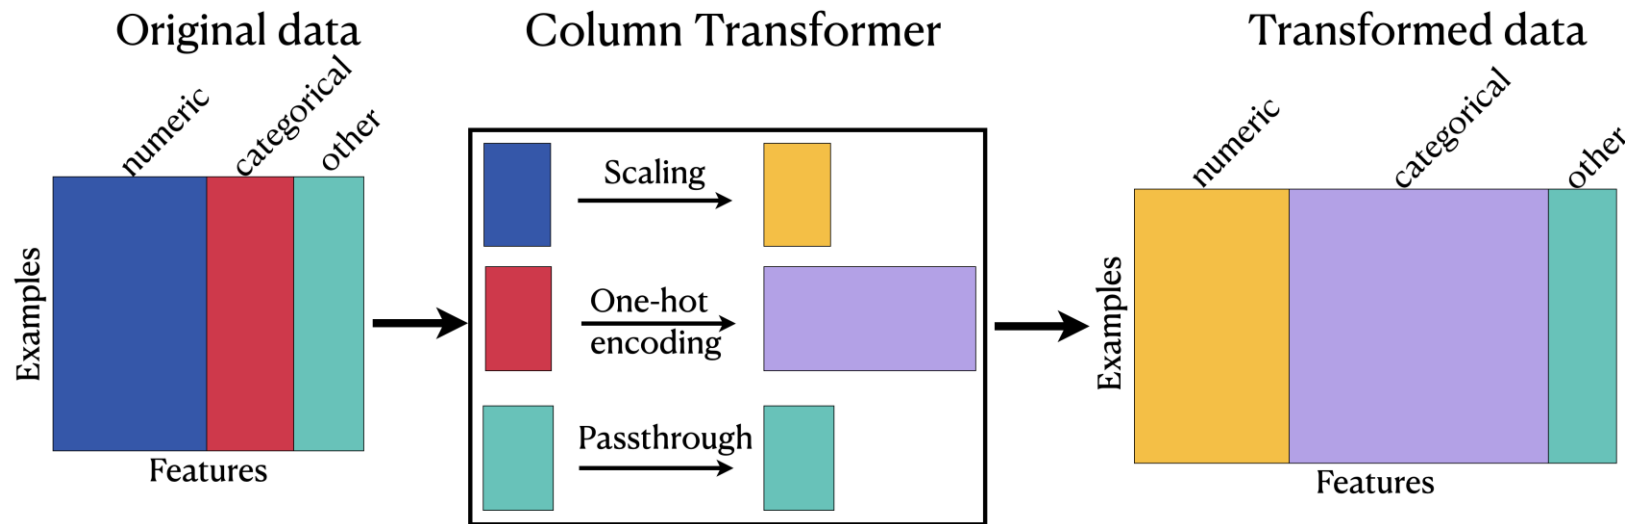 Original data
Column Transformer
Transformed data
numeric
categorical
other
Examples
Features
Scaling
One-hot
encoding
Passthrough
numeric
categorical
other
Examples
Features